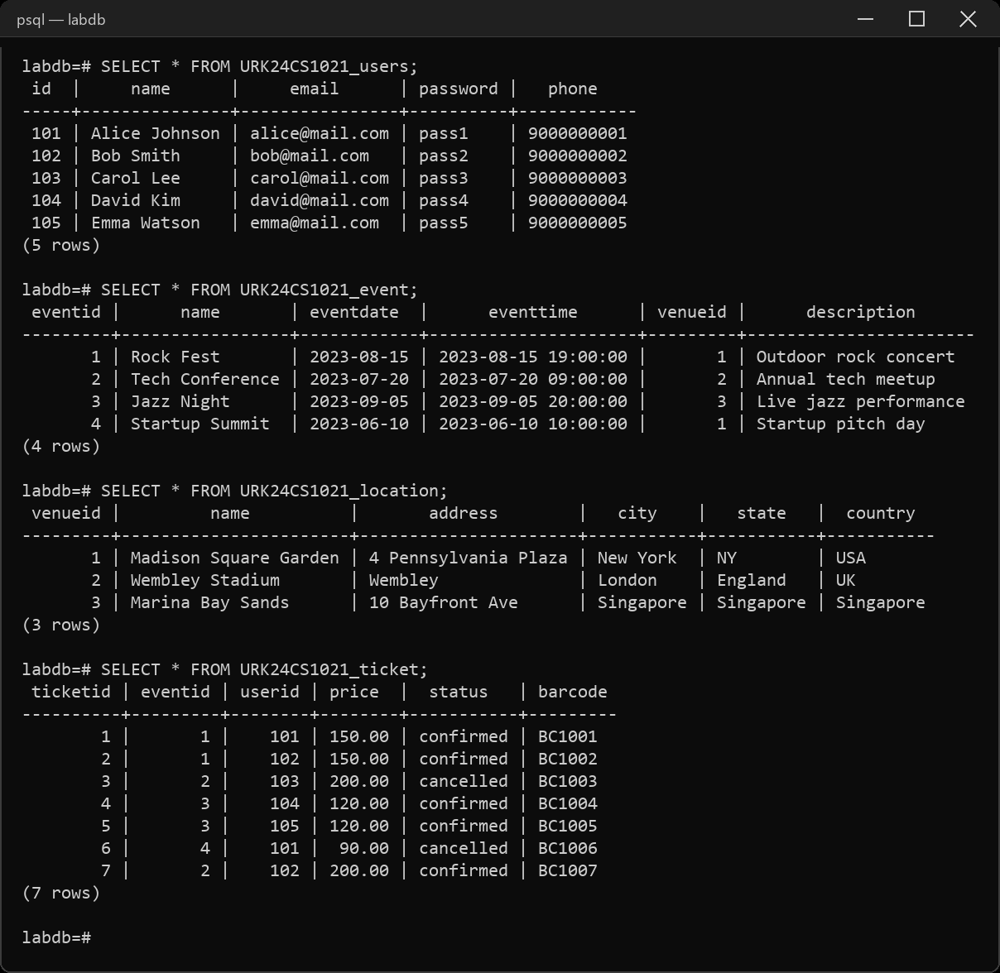 psql — labdb
labdb=# SELECT * FROM URK24CS1021_users;
 id  |     name      |     email      | password |   phone
-----+---------------+----------------+----------+------------
 101 | Alice Johnson | alice@mail.com | pass1    | 9000000001
 102 | Bob Smith     | bob@mail.com   | pass2    | 9000000002
 103 | Carol Lee     | carol@mail.com | pass3    | 9000000003
 104 | David Kim     | david@mail.com | pass4    | 9000000004
 105 | Emma Watson   | emma@mail.com  | pass5    | 9000000005
(5 rows)

labdb=# SELECT * FROM URK24CS1021_event;
 eventid |      name       | eventdate  |      eventtime      | venueid |      description
---------+-----------------+------------+---------------------+---------+-----------------------
       1 | Rock Fest       | 2023-08-15 | 2023-08-15 19:00:00 |       1 | Outdoor rock concert
       2 | Tech Conference | 2023-07-20 | 2023-07-20 09:00:00 |       2 | Annual tech meetup
       3 | Jazz Night      | 2023-09-05 | 2023-09-05 20:00:00 |       3 | Live jazz performance
       4 | Startup Summit  | 2023-06-10 | 2023-06-10 10:00:00 |       1 | Startup pitch day
(4 rows)

labdb=# SELECT * FROM URK24CS1021_location;
 venueid |         name          |       address        |   city    |   state   |  country
---------+-----------------------+----------------------+-----------+-----------+-----------
       1 | Madison Square Garden | 4 Pennsylvania Plaza | New York  | NY        | USA
       2 | Wembley Stadium       | Wembley              | London    | England   | UK
       3 | Marina Bay Sands      | 10 Bayfront Ave      | Singapore | Singapore | Singapore
(3 rows)

labdb=# SELECT * FROM URK24CS1021_ticket;
 ticketid | eventid | userid | price  |  status   | barcode
----------+---------+--------+--------+-----------+---------
        1 |       1 |    101 | 150.00 | confirmed | BC1001
        2 |       1 |    102 | 150.00 | confirmed | BC1002
        3 |       2 |    103 | 200.00 | cancelled | BC1003
        4 |       3 |    104 | 120.00 | confirmed | BC1004
        5 |       3 |    105 | 120.00 | confirmed | BC1005
        6 |       4 |    101 |  90.00 | cancelled | BC1006
        7 |       2 |    102 | 200.00 | confirmed | BC1007
(7 rows)

labdb=#